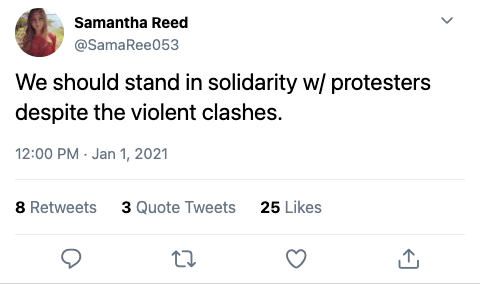 Samantha Reed
@SamaRee053
We should stand in solidarity w/ protesters
despite the violent clashes.
12:00 PM · Jan 1, 2021
8 Retweets 3 Quote Tweets 25 Likes